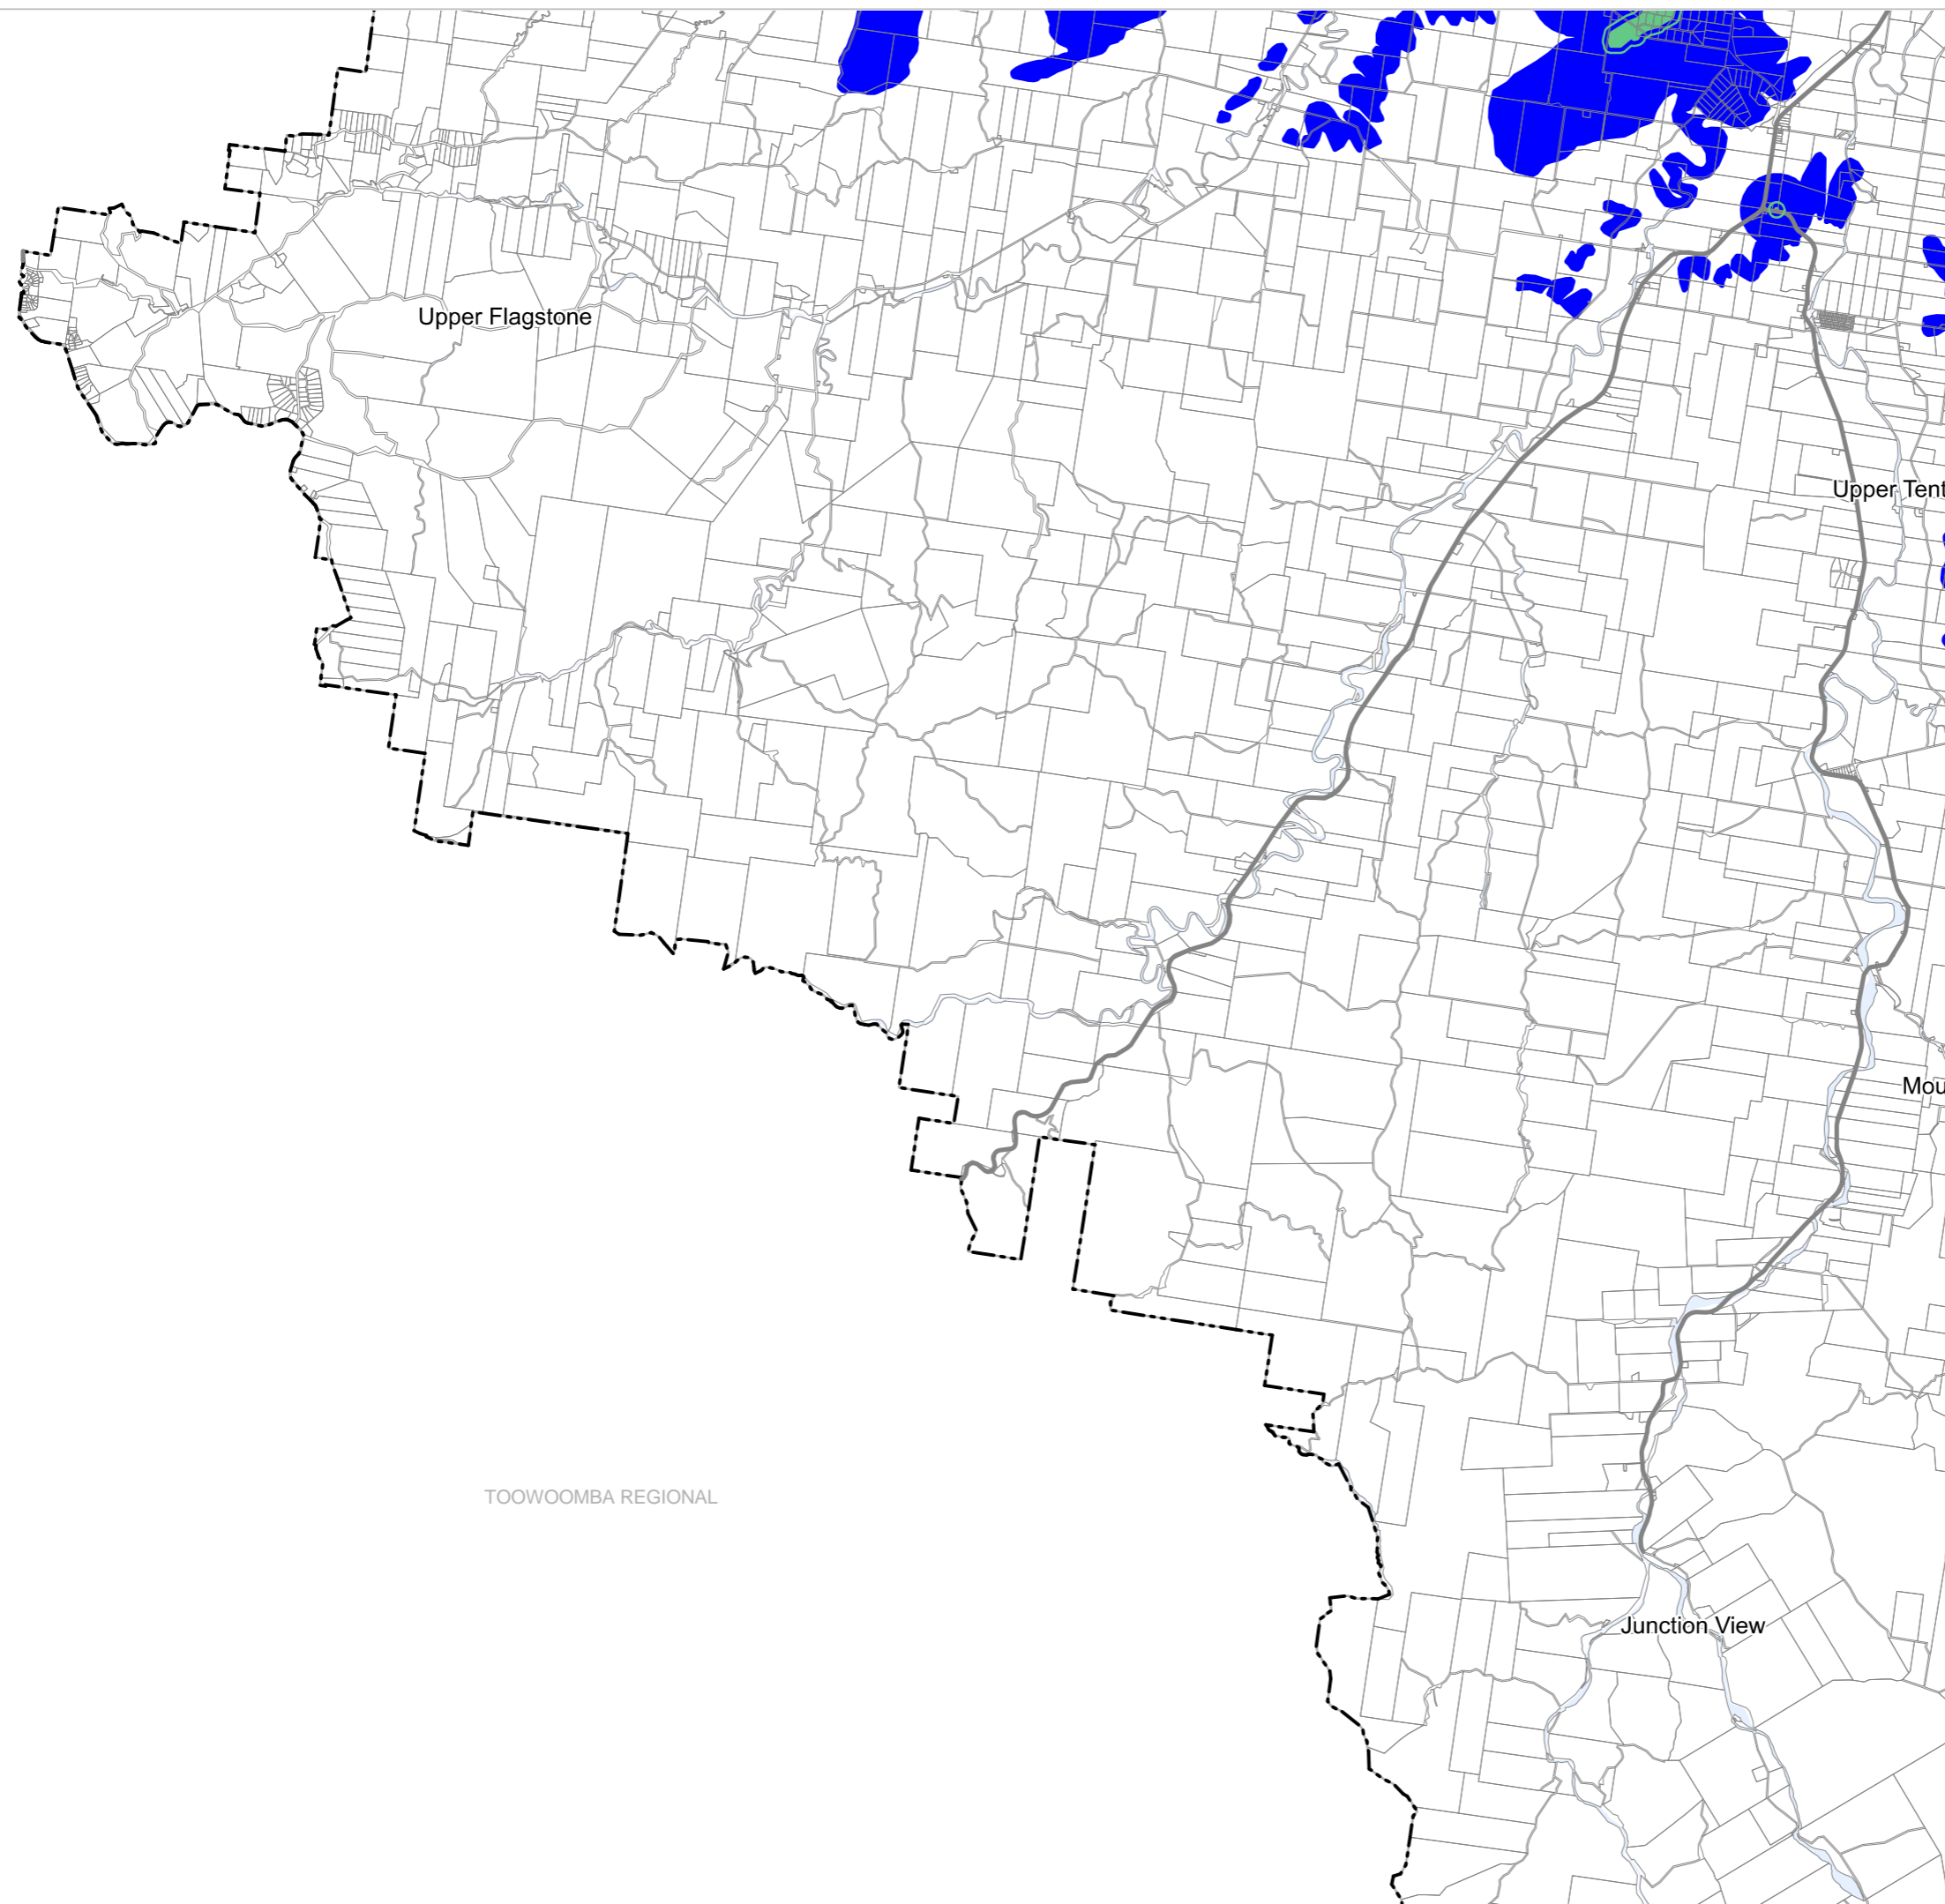 Upper Flagstone
Upper Tent
Mou
TOOWOOMBA REGIONAL
Junction View